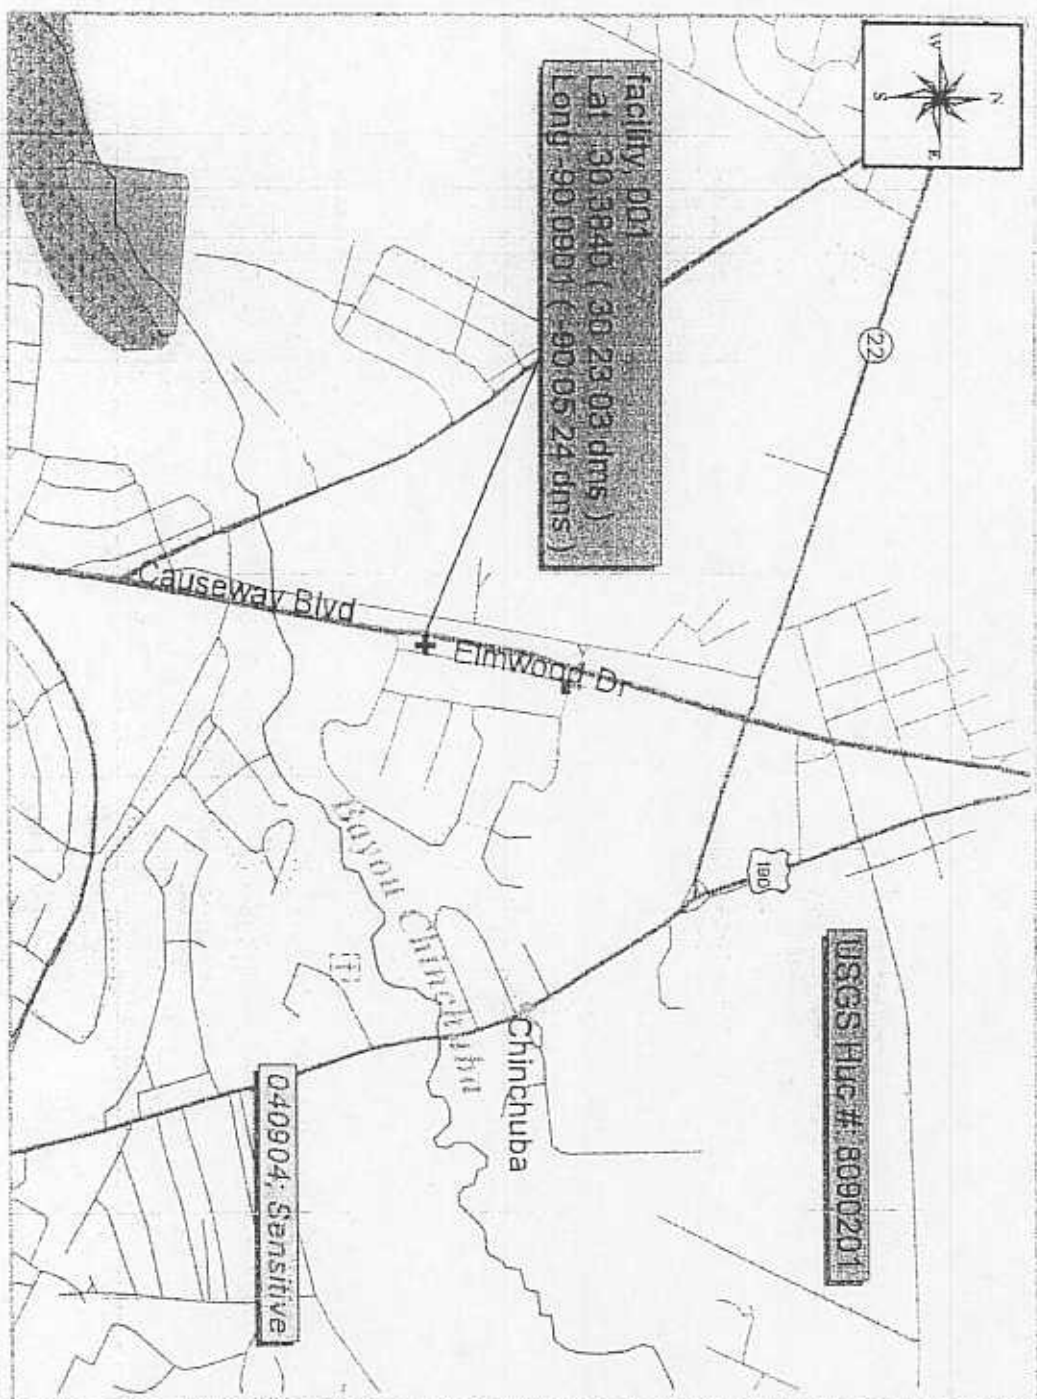 N
W
E
S
facility, 001
Lat 30.3840 ( 30 23 03 dms )
Long -90.0901 ( -90 05 24 dms )
22
USGS Huc #: 8090201
190
Elmwood Dr
Causeway Blvd
Chinchuba
Bayou Chinchuba
040904; Sensitive